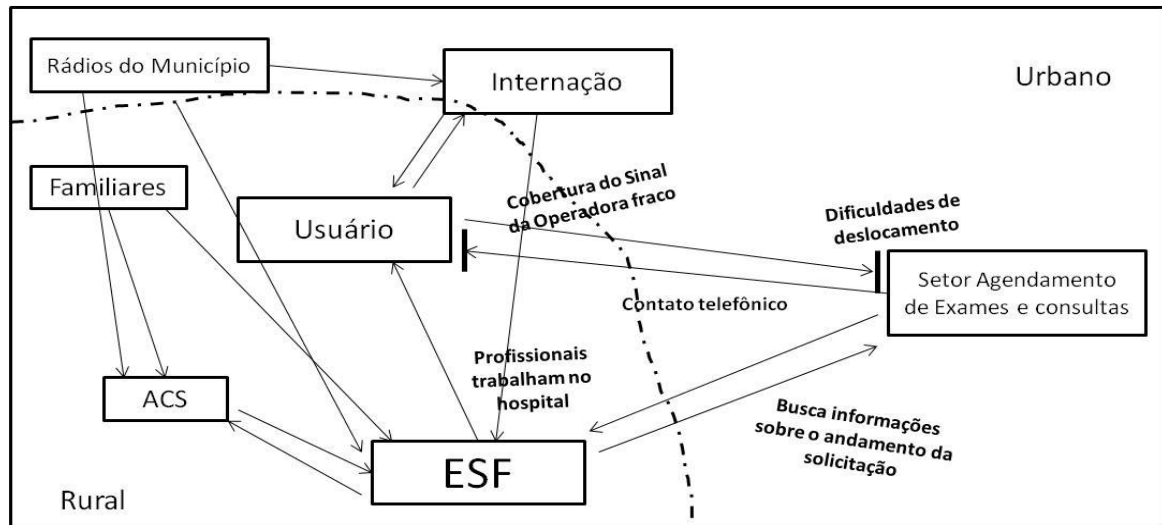 Rádios do Município
Internação
Urbano
Familiares
Usuário
Cobertura do Sinal
da Operadora fraco
Dificuldades de
deslocamento
Setor Agendamento
de Exames e consultas
Contato telefônico
Profissionais
trabalham no
hospital
ACS
Busca informações
sobre o andamento da
solicitação
ESF
Rural